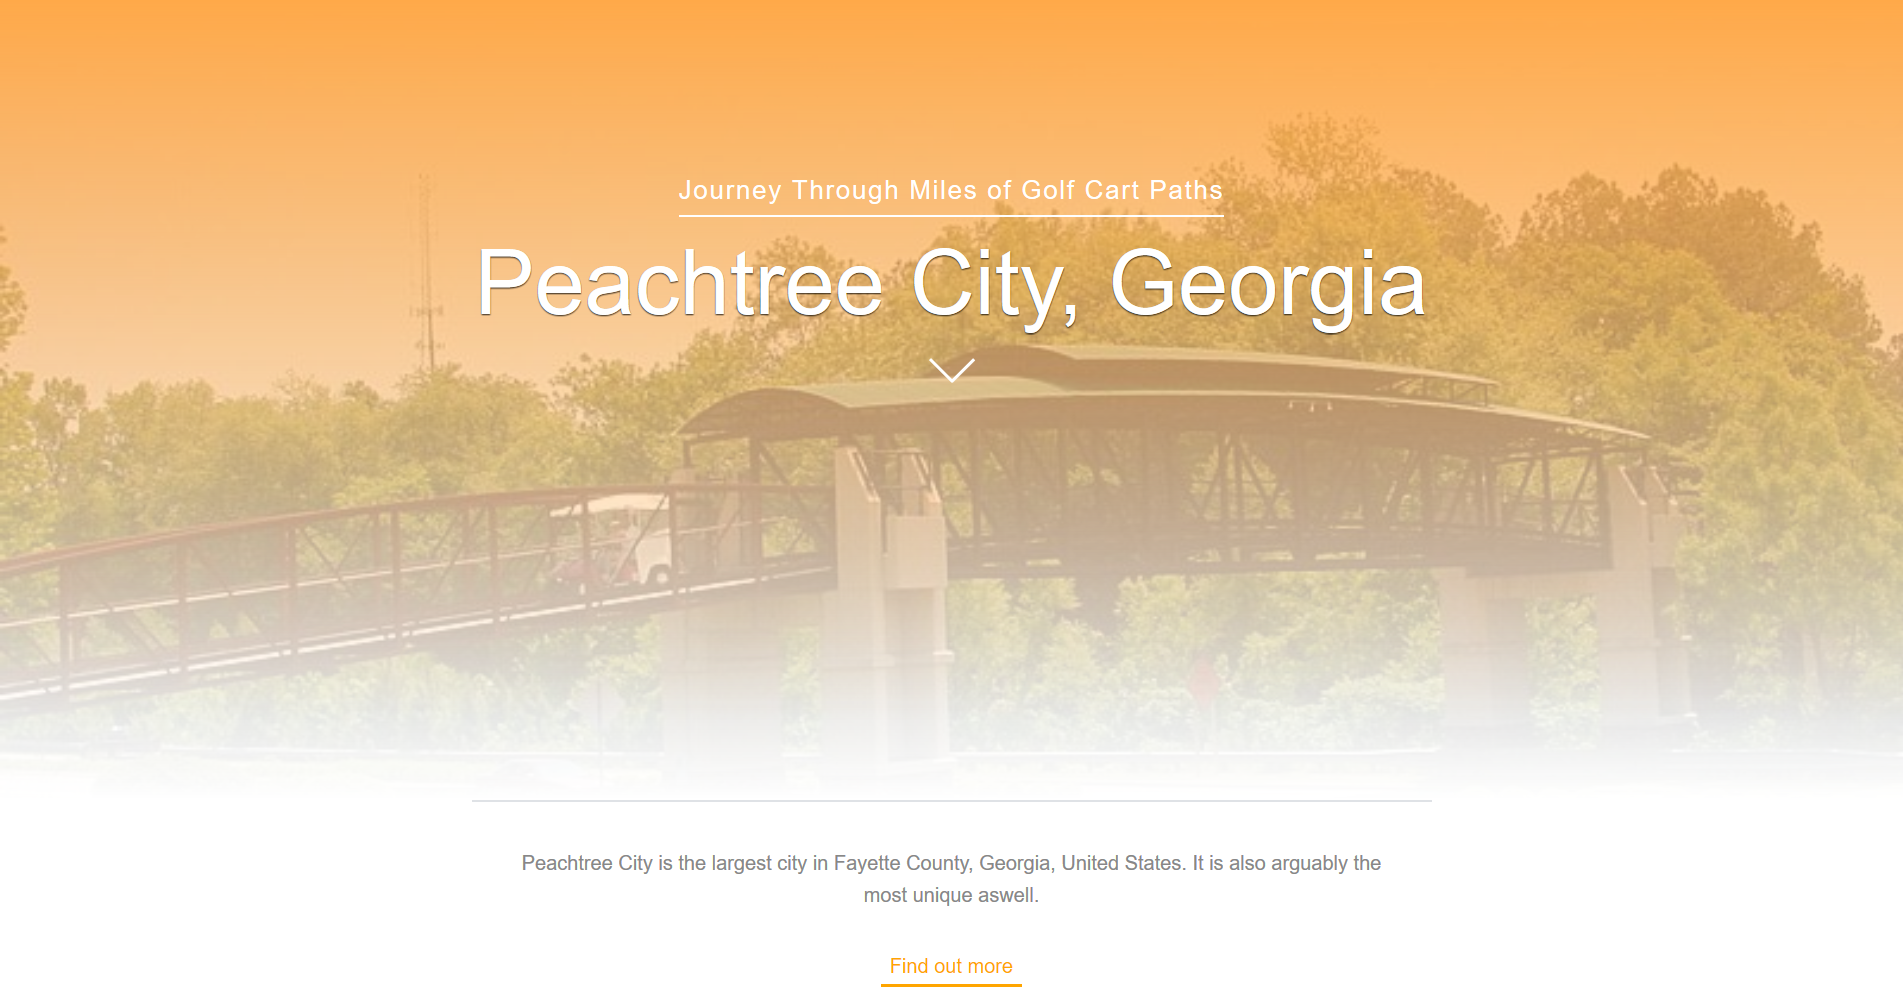 Journey Through Miles of Golf Cart Paths
Peachtree City, Georgia
Peachtree City is the largest city in Fayette County, Georgia, United States. It is also arguably the
most unique aswell.
Find out more